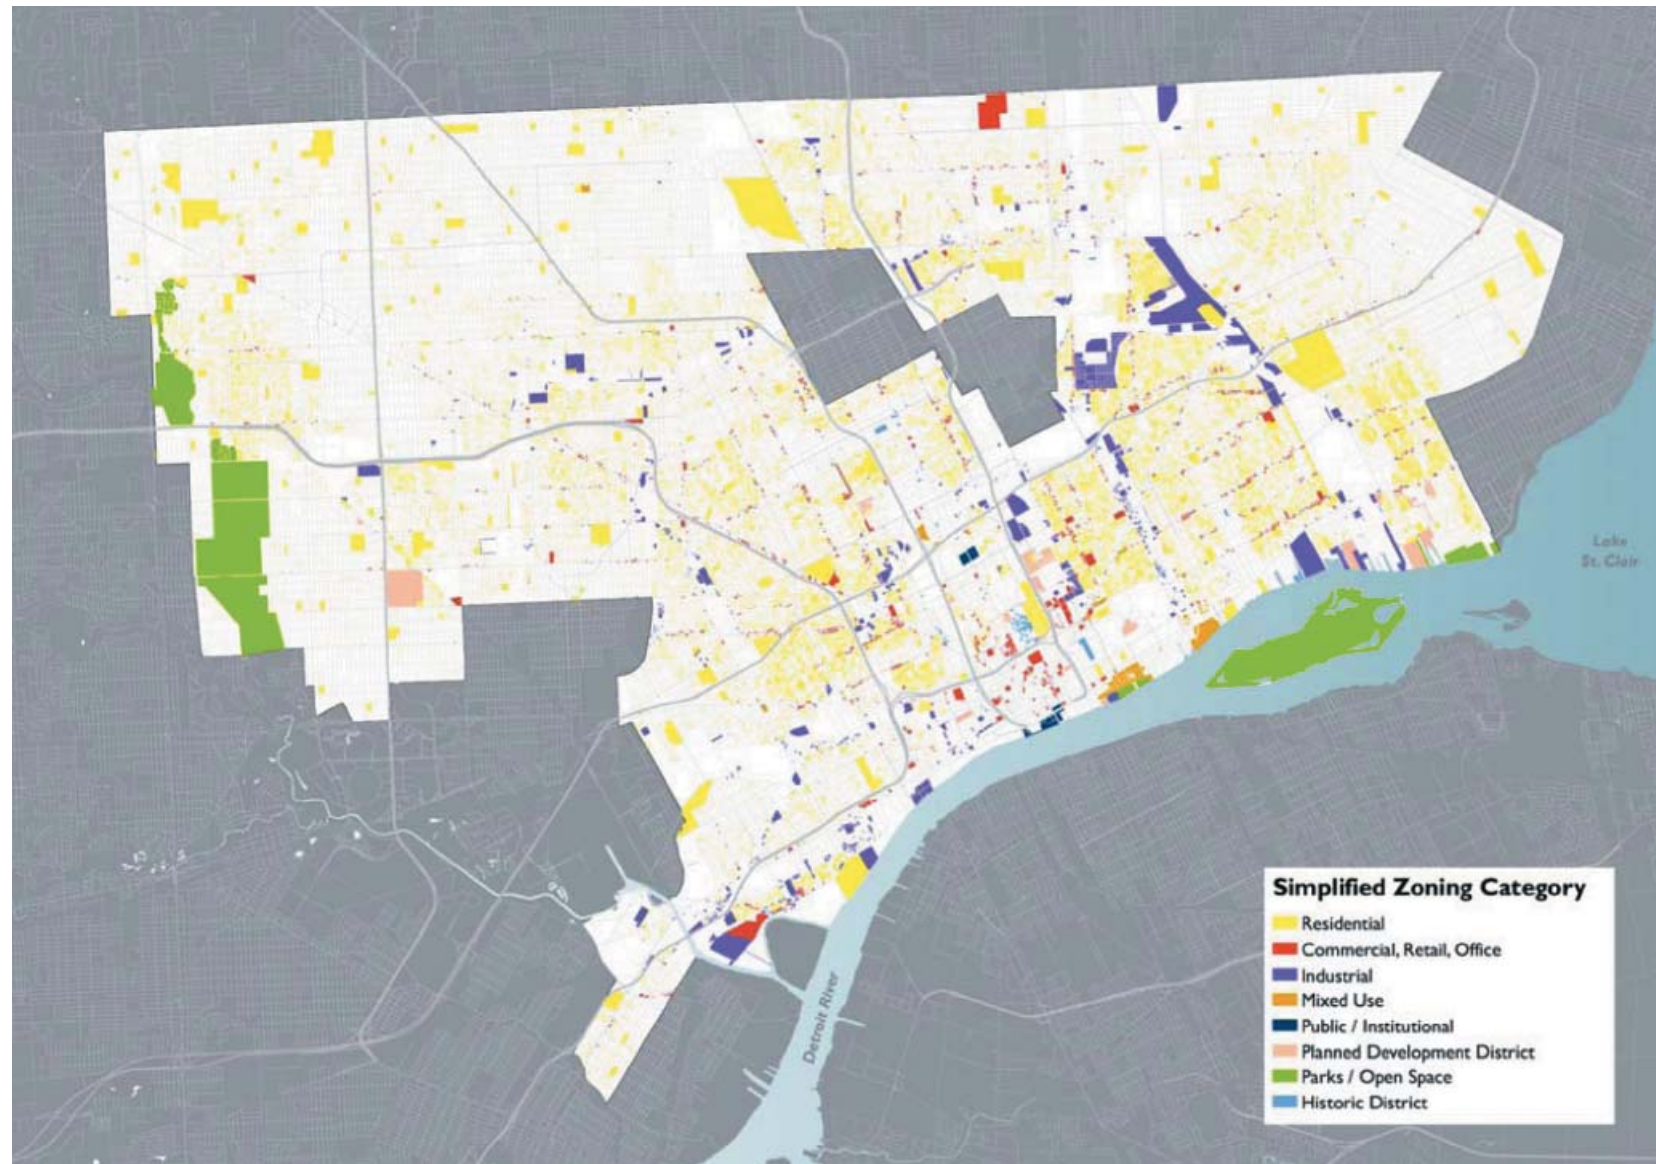 Lake
St. Clair
Detroit River
Simplified Zoning Category
Residential
Commercial, Retail, Office
Industrial
Mixed Use
Public / Institutional
Planned Development District
Parks / Open Space
Historic District